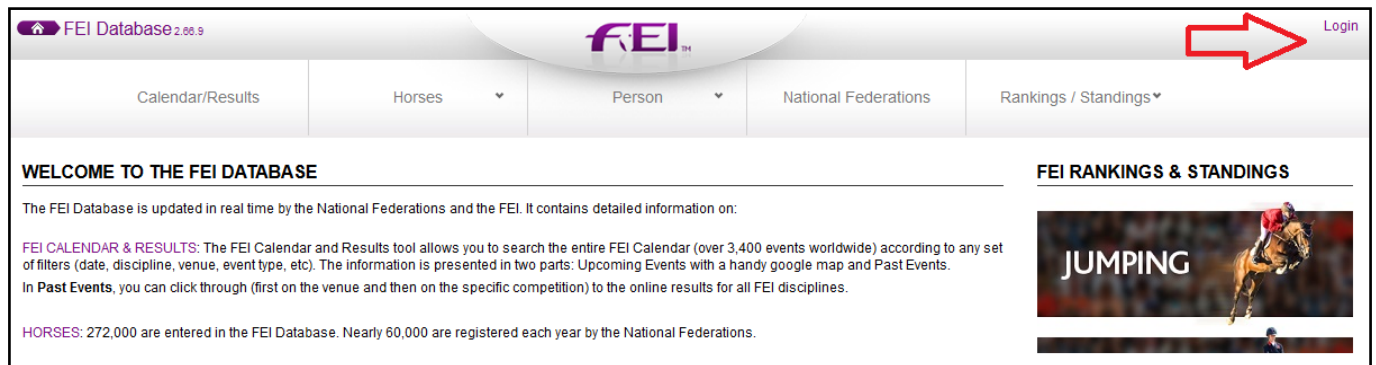 FEI Database 2.66.9
FEI™
Login
Calendar/Results
Horses
Person
National Federations
Rankings / Standings
WELCOME TO THE FEI DATABASE
The FEI Database is updated in real time by the National Federations and the FEI. It contains detailed information on:
FEI CALENDAR & RESULTS: The FEI Calendar and Results tool allows you to search the entire FEI Calendar (over 3,400 events worldwide) according to any set
of filters (date, discipline, venue, event type, etc). The information is presented in two parts: Upcoming Events with a handy google map and Past Events.
In Past Events, you can click through (first on the venue and then on the specific competition) to the online results for all FEI disciplines.
HORSES: 272,000 are entered in the FEI Database. Nearly 60,000 are registered each year by the National Federations.
FEI RANKINGS & STANDINGS
JUMPING